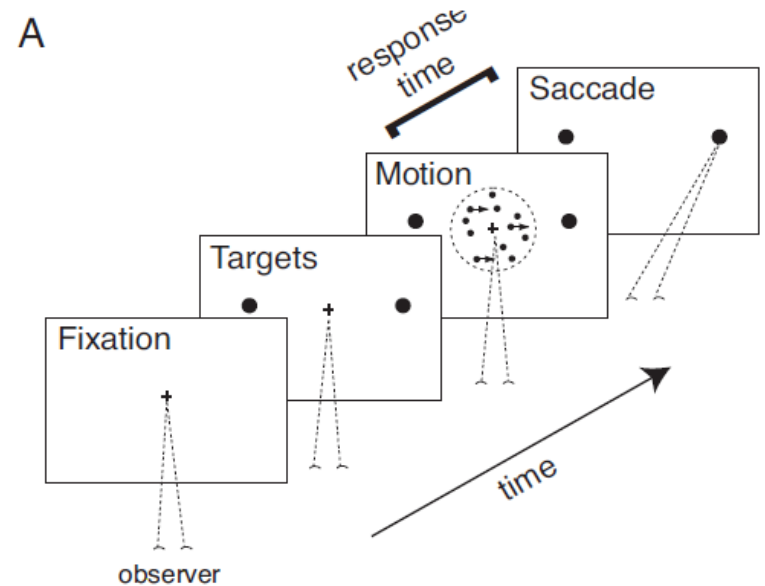 A
response
time
Saccade
Motion
Targets
Fixation
time
observer